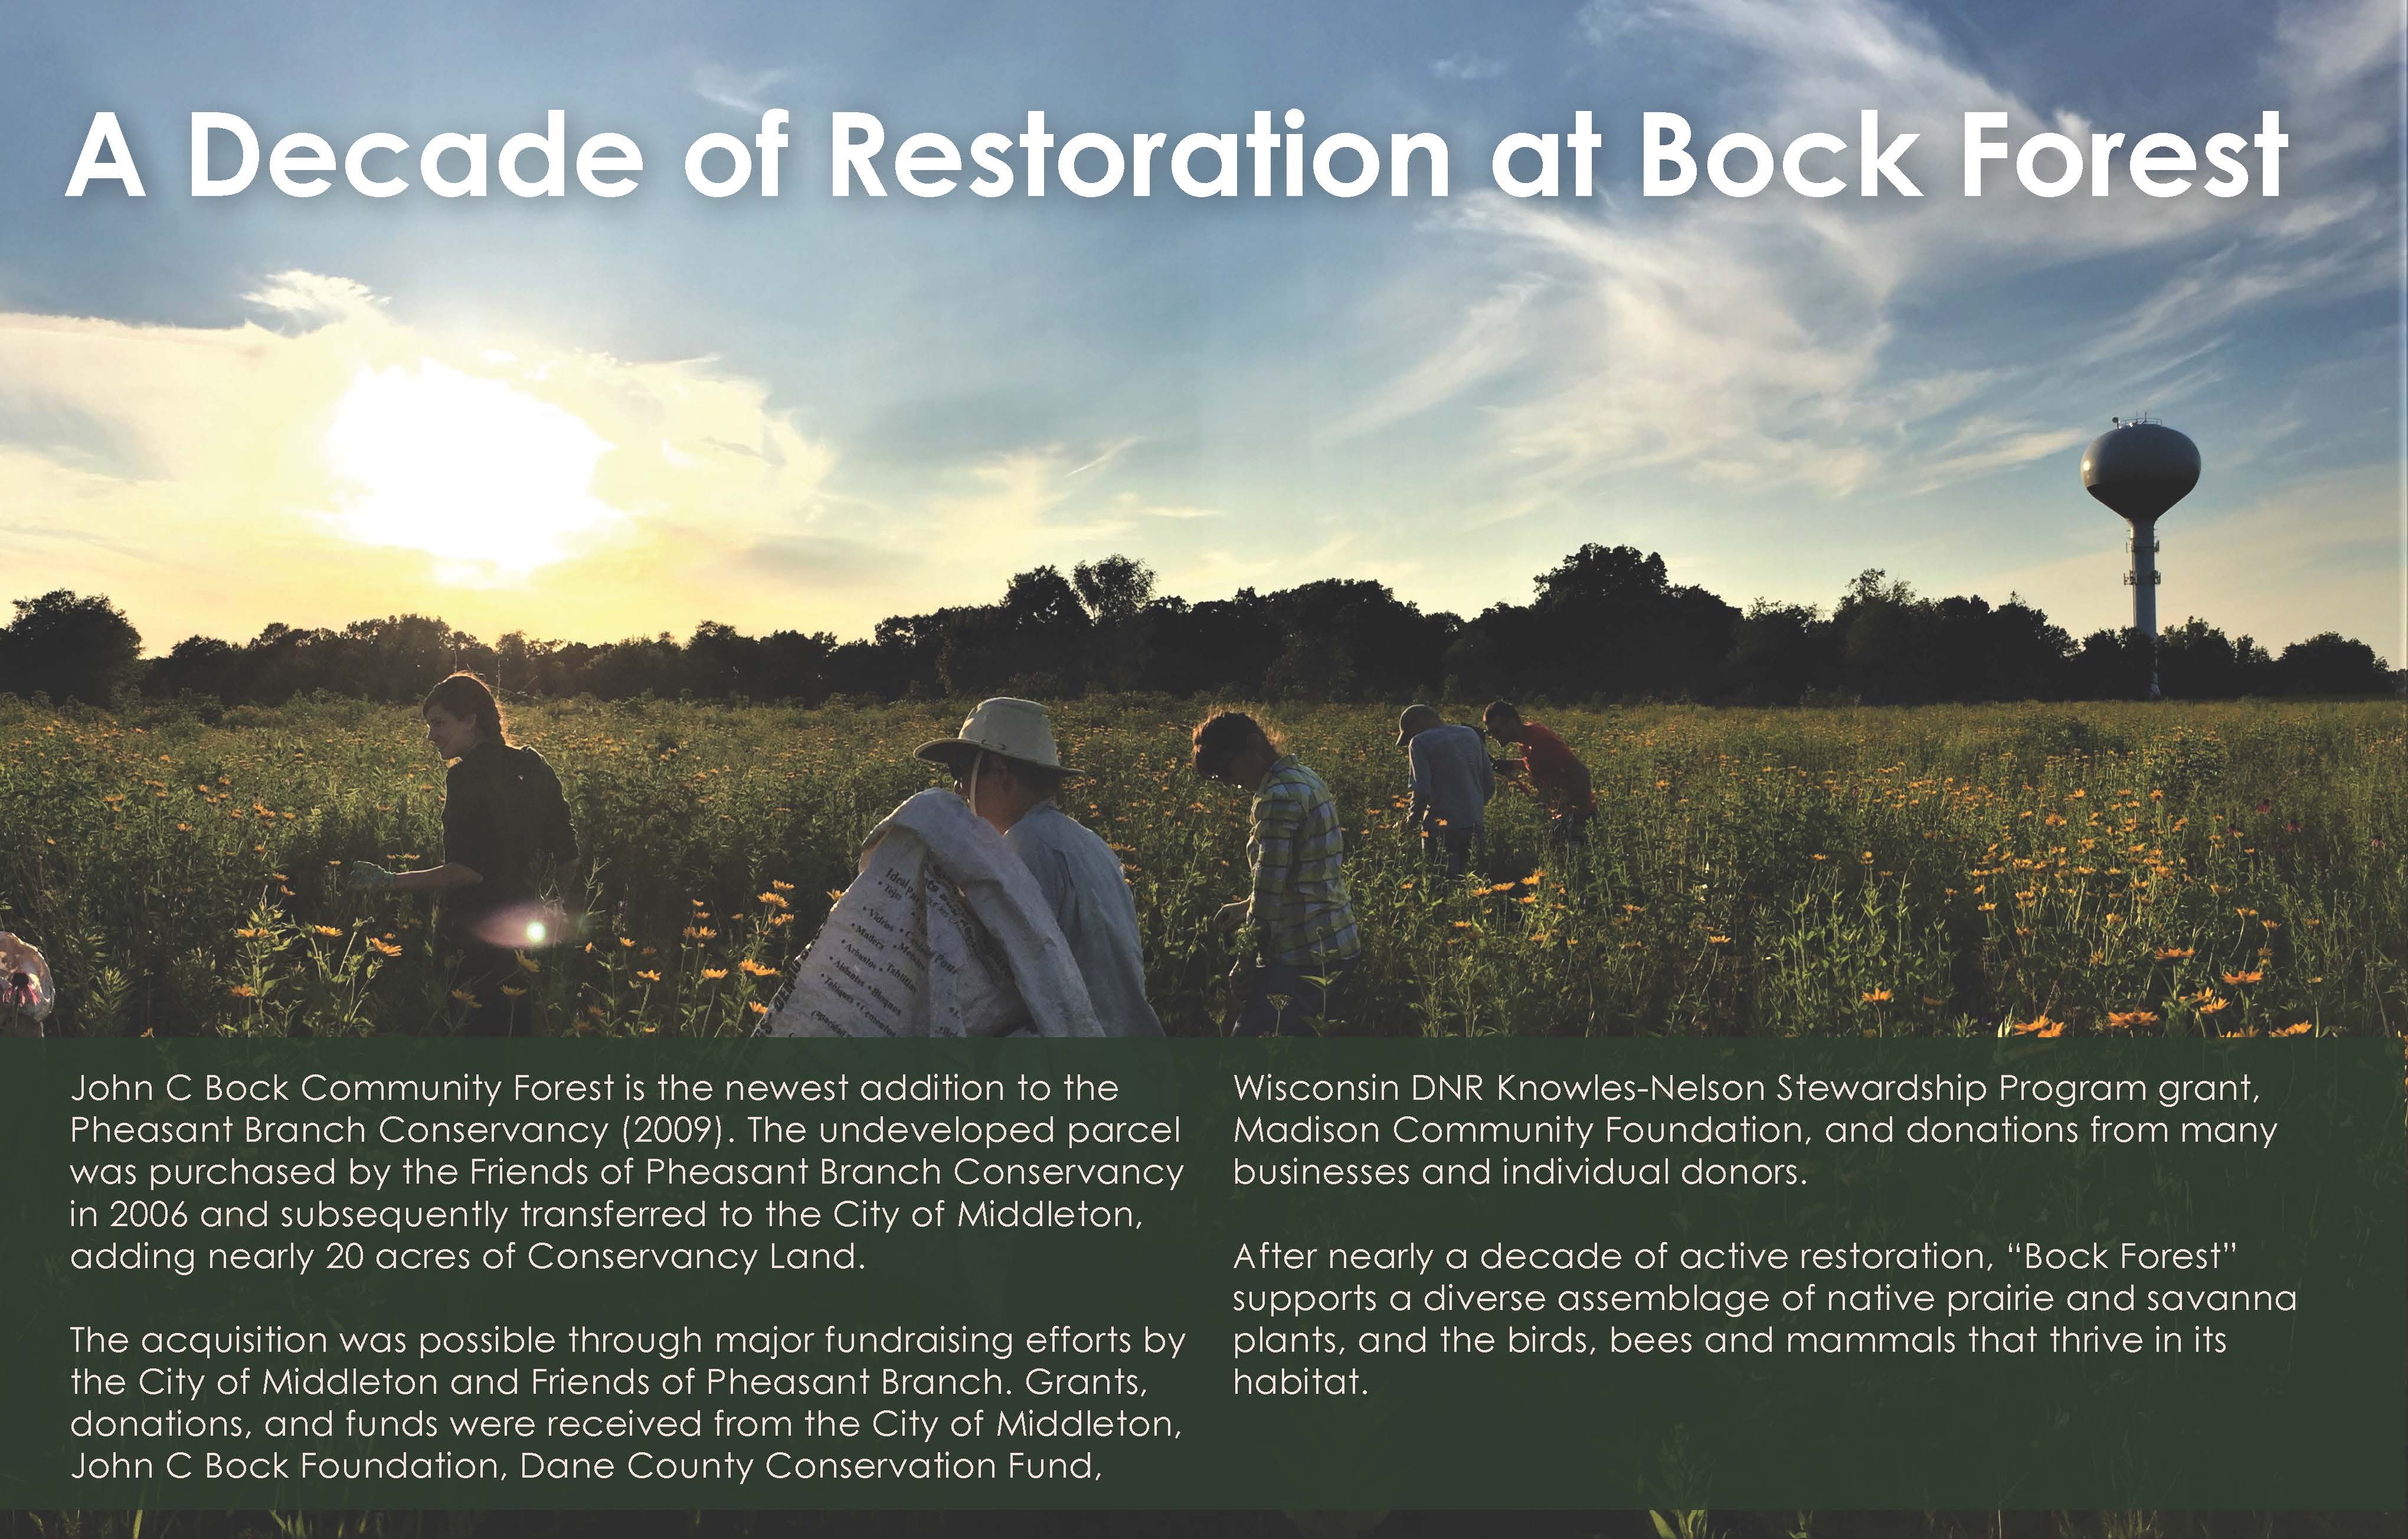 A Decade of Restoration at Bock Forest
John C Bock Community Forest is the newest addition to the
Pheasant Branch Conservancy (2009). The undeveloped parcel
was purchased by the Friends of Pheasant Branch Conservancy
in 2006 and subsequently transferred to the City of Middleton,
adding nearly 20 acres of Conservancy Land.
The acquisition was possible through major fundraising efforts by
the City of Middleton and Friends of Pheasant Branch. Grants,
donations, and funds were received from the City of Middleton,
John C Bock Foundation, Dane County Conservation Fund,
Wisconsin DNR Knowles-Nelson Stewardship Program grant,
Madison Community Foundation, and donations from many
businesses and individual donors.
After nearly a decade of active restoration, “Bock Forest”
supports a diverse assemblage of native prairie and savanna
plants, and the birds, bees and mammals that thrive in its
habitat.